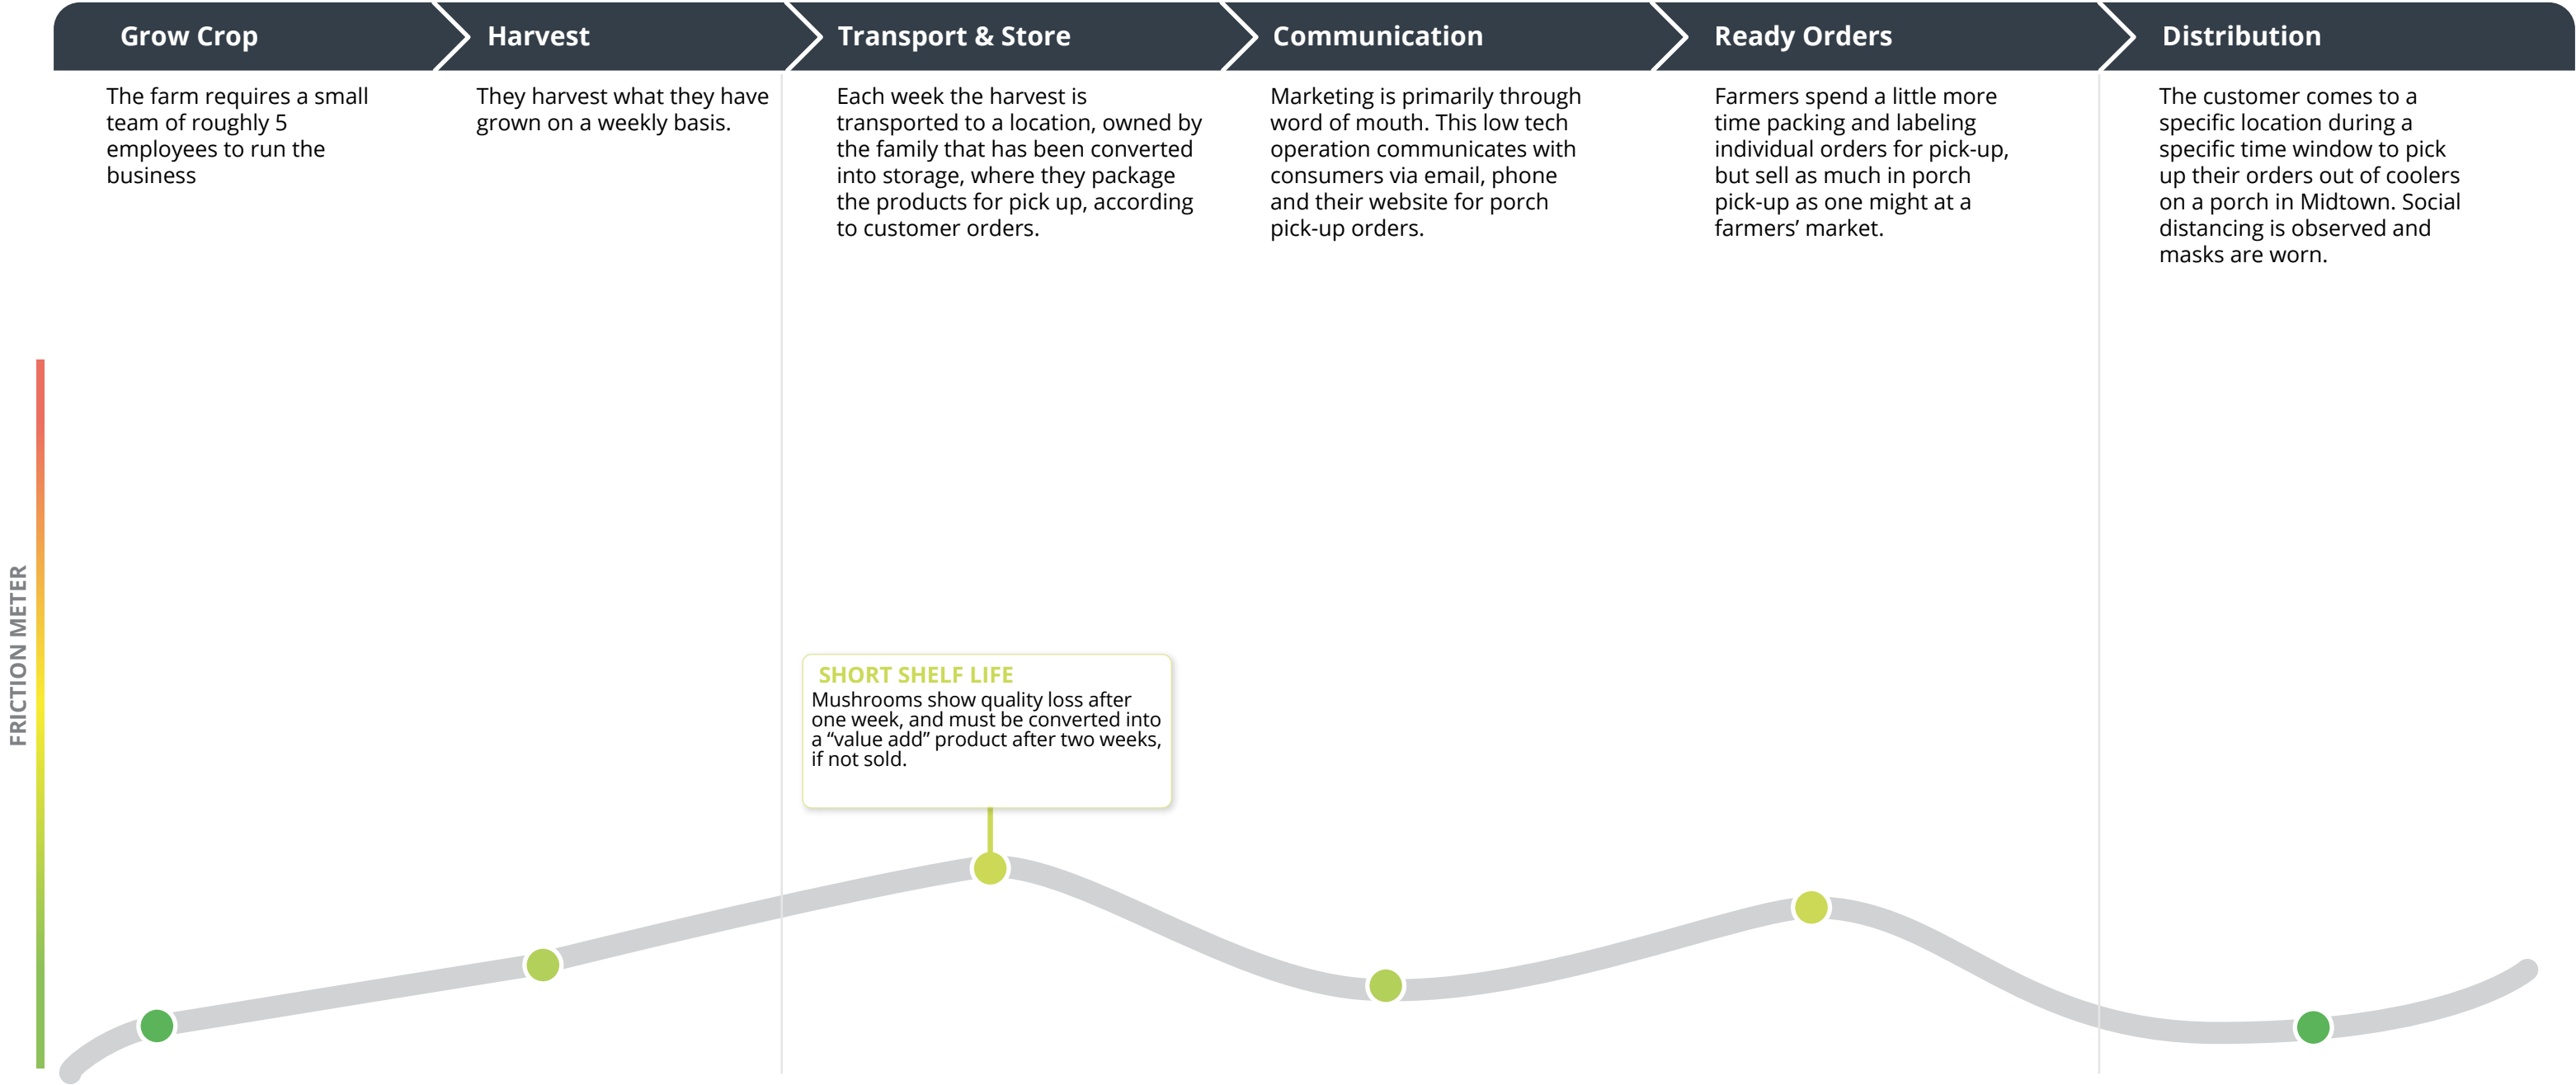 Grow Crop
Harvest
Transport & Store
Communication
Ready Orders
Distribution
The farm requires a small
team of roughly 5
employees to run the
business
They harvest what they have
grown on a weekly basis.
Each week the harvest is
transported to a location, owned by
the family that has been converted
into storage, where they package
the products for pick up, according
to customer orders.
Marketing is primarily through
word of mouth. This low tech
operation communicates with
consumers via email, phone
and their website for porch
pick-up orders.
Farmers spend a little more
time packing and labeling
individual orders for pick-up,
but sell as much in porch
pick-up as one might at a
farmers’ market.
The customer comes to a
specific location during a
specific time window to pick
up their orders out of coolers
on a porch in Midtown. Social
distancing is observed and
masks are worn.
FRICTION METER
SHORT SHELF LIFE
Mushrooms show quality loss after
one week, and must be converted into
a “value add” product after two weeks,
if not sold.